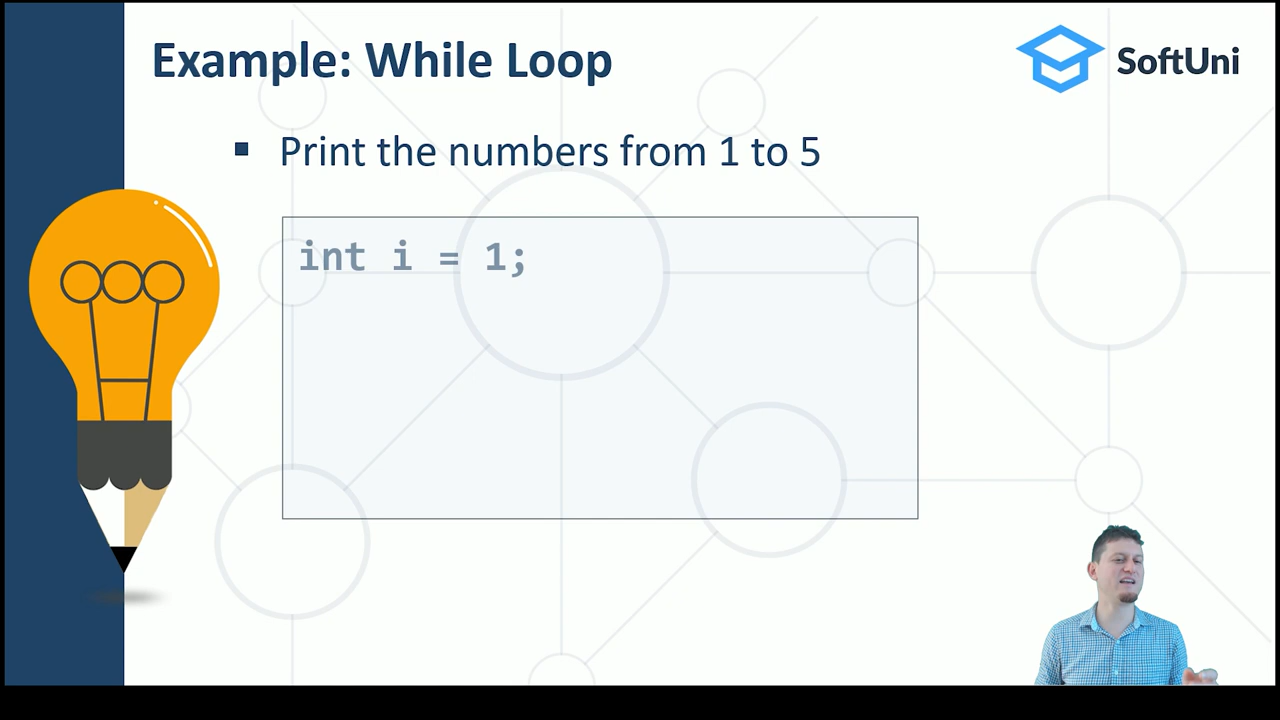 Example: While Loop
SoftUni
Print the numbers from 1 to 5
int i = 1;